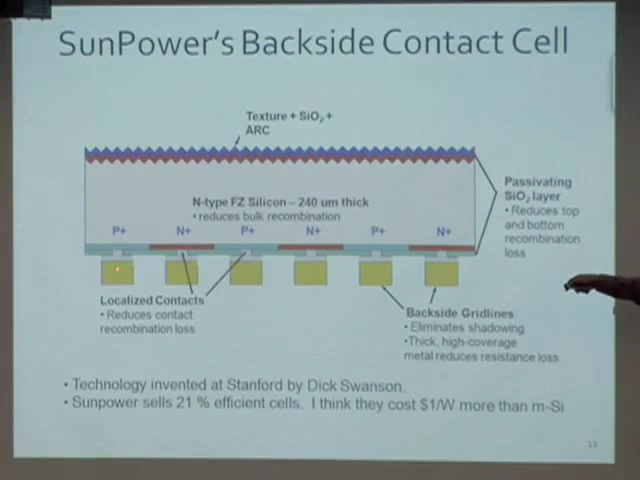 SunPower's Backside Contact Cell
Texture + SiO₂ +
ARC
N-type FZ Silicon – 240 um thick
• reduces bulk recombination
P+ N+ P+ N+ P+ N+
Passivating
SiO₂ layer
• Reduces top
and bottom
recombination
loss
Localized Contacts
• Reduces contact
recombination loss
Backside Gridlines
• Eliminates shadowing
•Thick, high-coverage
metal reduces resistance loss
• Technology invented at Stanford by Dick Swanson.
• Sunpower sells 21 % efficient cells. I think they cost $1/W more than m-Si